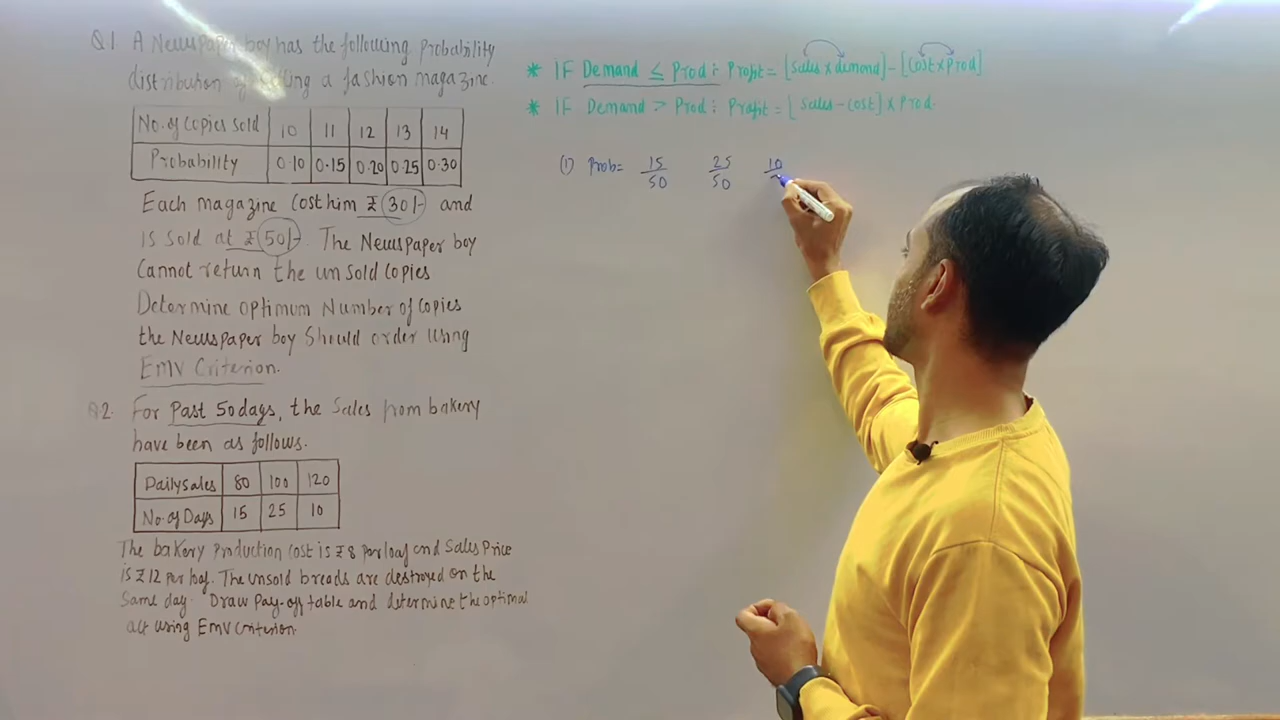 Q1 A Newspaper boy has the following probability
distribution of selling a fashion magazine.
No. of Copies sold 10 11 12 13 14
Probability 0.10 0.15 0.20 0.25 0.30
Each magazine Cost him ₹ 30/- and
is sold at ₹ 50/-. The Newspaper boy
Cannot return the unsold copies
Determine optimum Number of copies
the Newspaper boy should order using
EMV Criterion.
Q2. For Past 50 days, the Sales from bakery
have been as follows.
Daily sales 80 100 120
No. of Days 15 25 10
The bakery Production cost is ₹ 8 per loaf and Sales Price
is ₹ 12 per loaf. The unsold breads are destroyed on the
Same day. Draw Pay-off table and determine the optimal
act using EMV Criterion.
* IF Demand ≤ Prod : Profit = [Sales × demand] - [Cost × Prod]
* IF Demand > Prod : Profit = [Sales - Cost] × Prod.
(1) Prob = 15/50 25/50 10/